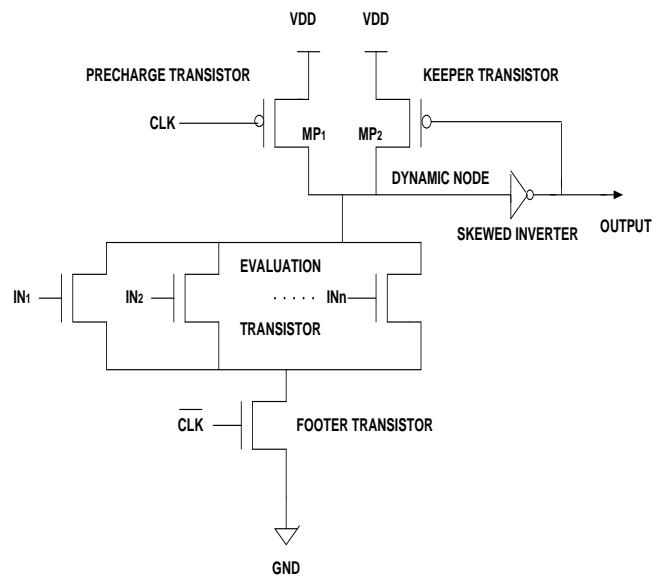 VDD VDD
PRECHARGE TRANSISTOR KEEPER TRANSISTOR
CLK MP1 MP2
DYNAMIC NODE
SKEWED INVERTER OUTPUT
EVALUATION
IN1 IN2 ..... INn
TRANSISTOR
CLK FOOTER TRANSISTOR
GND